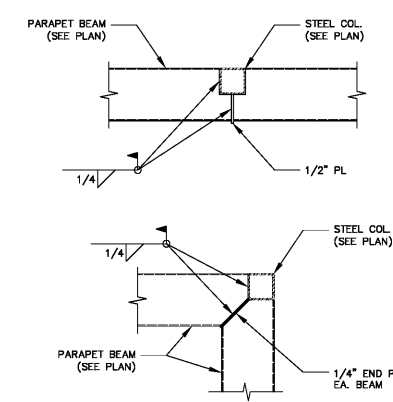 PARAPET BEAM
(SEE PLAN)
STEEL COL.
(SEE PLAN)
1/4
1/2" PL
STEEL COL.
(SEE PLAN)
1/4
PARAPET BEAM
(SEE PLAN)
1/4" END P
EA. BEAM